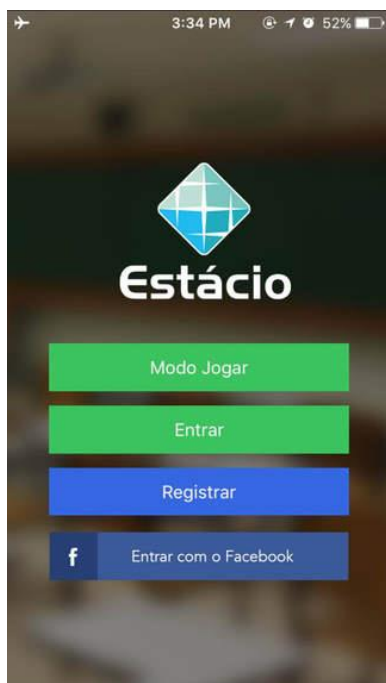 3:34 PM
52%
Estácio
Modo Jogar
Entrar
Registrar
f
Entrar com o Facebook